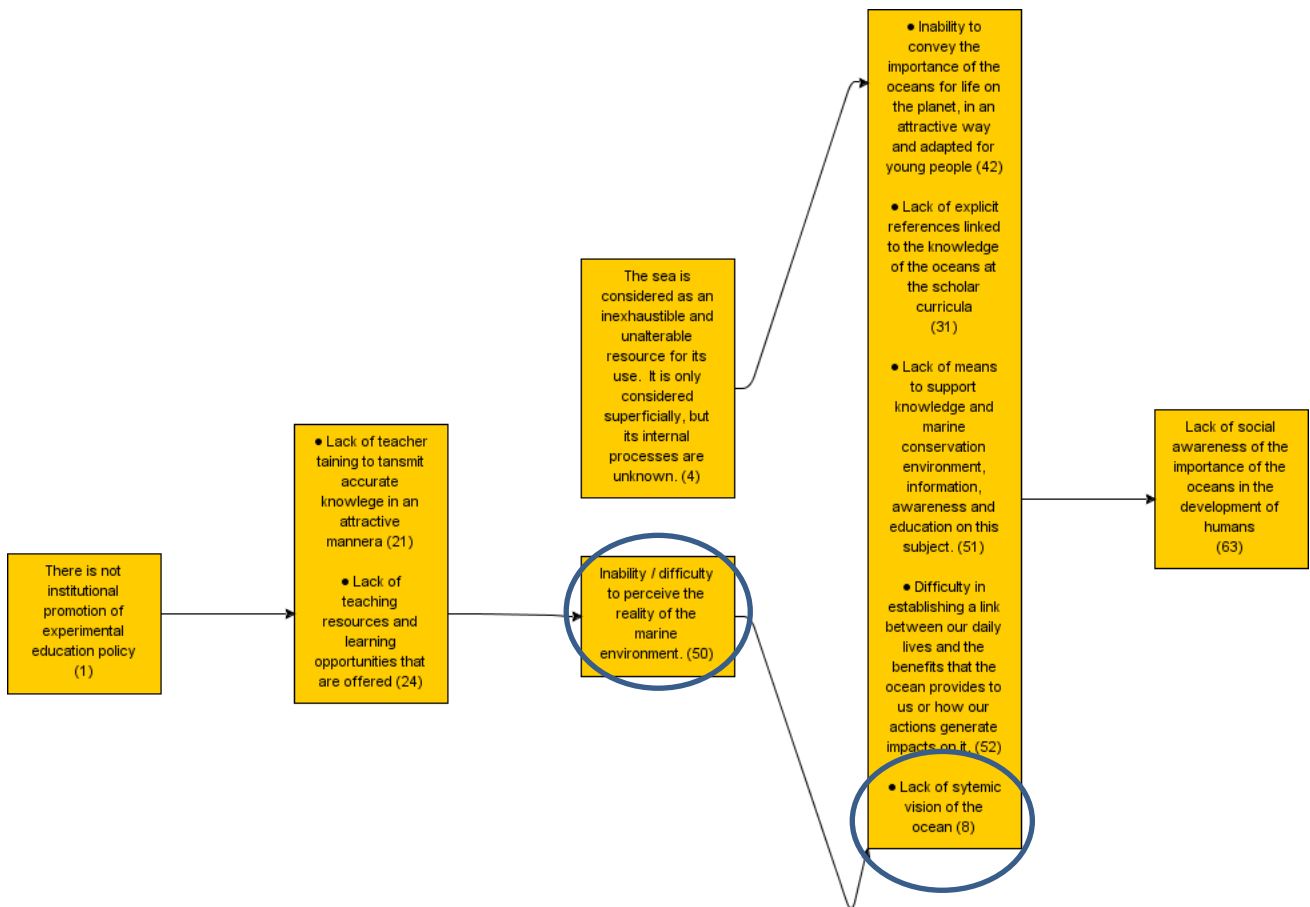 There is not
institutional
promotion of
experimental
education policy
(1)
● Lack of teacher
taining to tansmit
accurate
knowlege in an
attractive
mannera (21)
● Lack of
teaching
resources and
learning
opportunities that
are offered (24)
The sea is
considered as an
inexhaustible and
unalterable
resource for its
use. It is only
considered
superficially, but
its internal
processes are
unknown. (4)
Inability / difficulty
to perceive the
reality of the
marine
environment. (50)
● Inability to
convey the
importance of the
oceans for life on
the planet, in an
attractive way
and adapted for
young people (42)
● Lack of explicit
references linked
to the knowledge
of the oceans at
the scholar
curricula
(31)
● Lack of means
to support
knowledge and
marine
conservation
environment,
information,
awareness and
education on this
subject. (51)
● Difficulty in
establishing a link
between our daily
lives and the
benefits that the
ocean provides to
us or how our
actions generate
impacts on it. (52)
● Lack of sytemic
vision of the
ocean (8)
Lack of social
awareness of the
importance of the
oceans in the
development of
humans
(63)